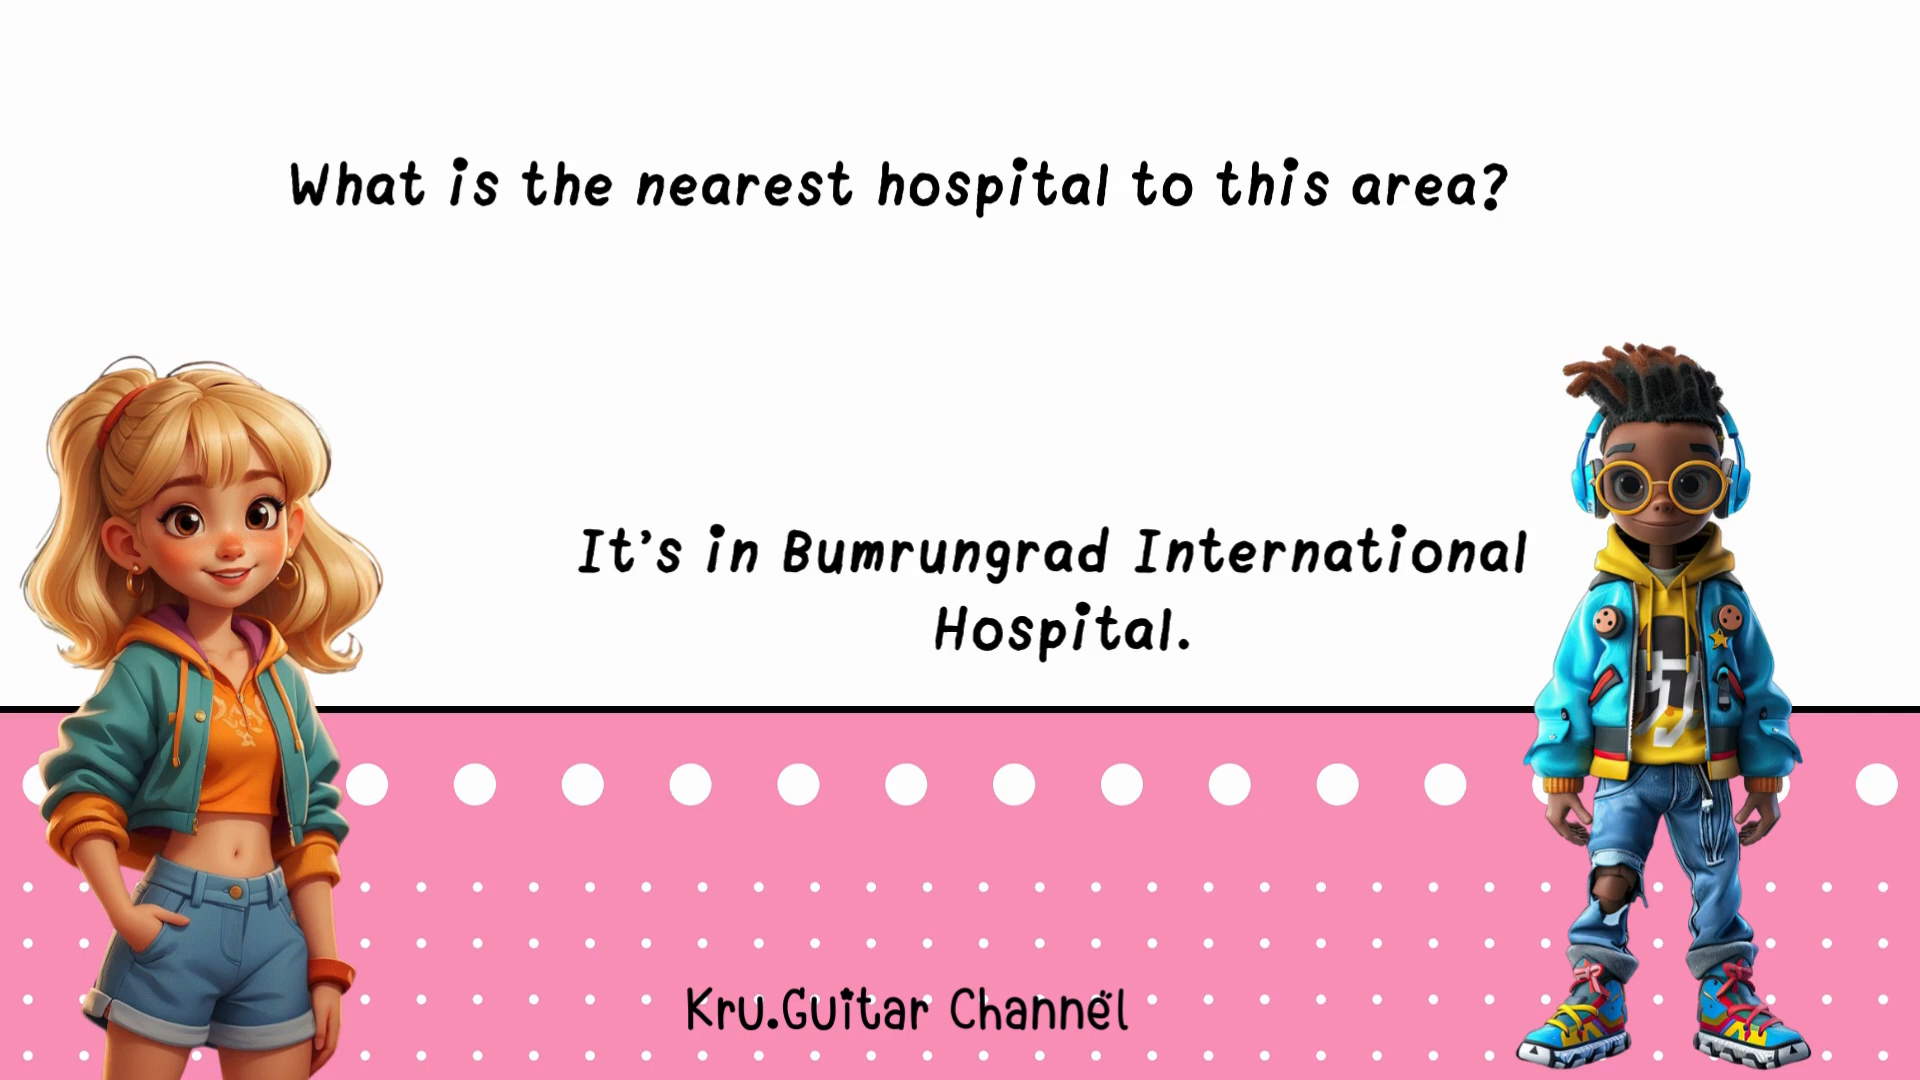 What is the nearest hospital to this area?
It's in Bumrungrad International
Hospital.
Kru.Guitar Channel